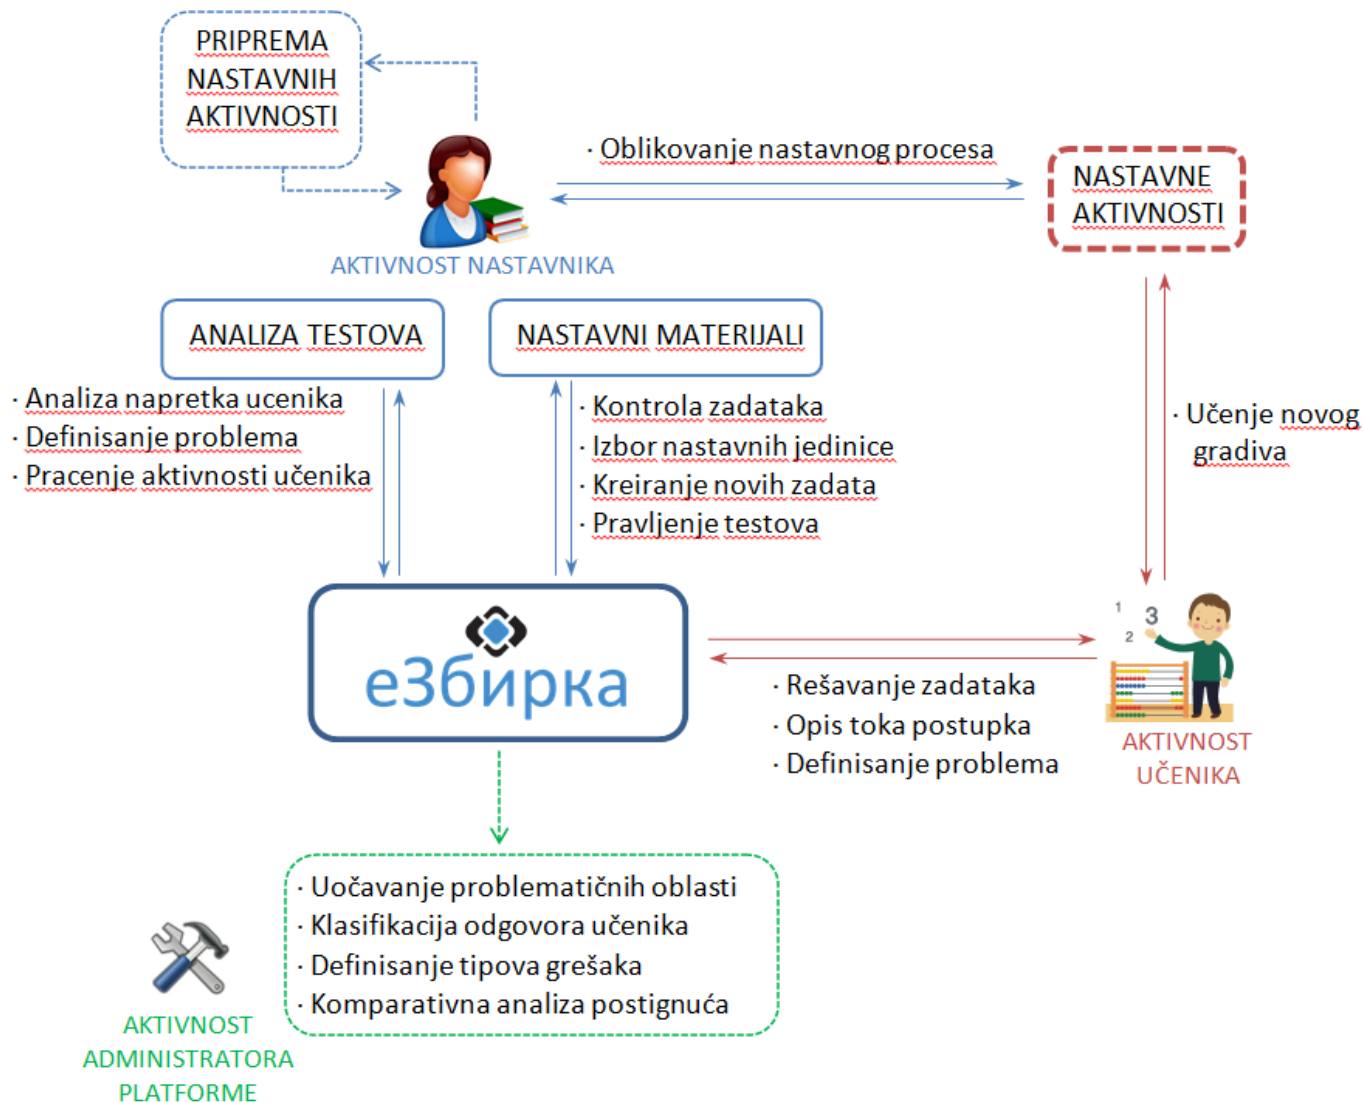 PRIPREMA
NASTAVNIH
AKTIVNOSTI
· Oblikovanje nastavnog procesa
NASTAVNE
AKTIVNOSTI
AKTIVNOST NASTAVNIKA
ANALIZA TESTOVA
NASTAVNI MATERIJALI
· Analiza napretka ucenika
· Definisanje problema
· Pracenje aktivnosti učenika
· Kontrola zadataka
· Izbor nastavnih jedinice
· Kreiranje novih zadata
· Pravljenje testova
· Učenje novog
gradiva
еЗбирка
1
2
3
· Rešavanje zadataka
· Opis toka postupka
· Definisanje problema
AKTIVNOST
UČENIKA
· Uočavanje problematičnih oblasti
· Klasifikacija odgovora učenika
· Definisanje tipova grešaka
· Komparativna analiza postignuća
AKTIVNOST
ADMINISTRATORA
PLATFORME